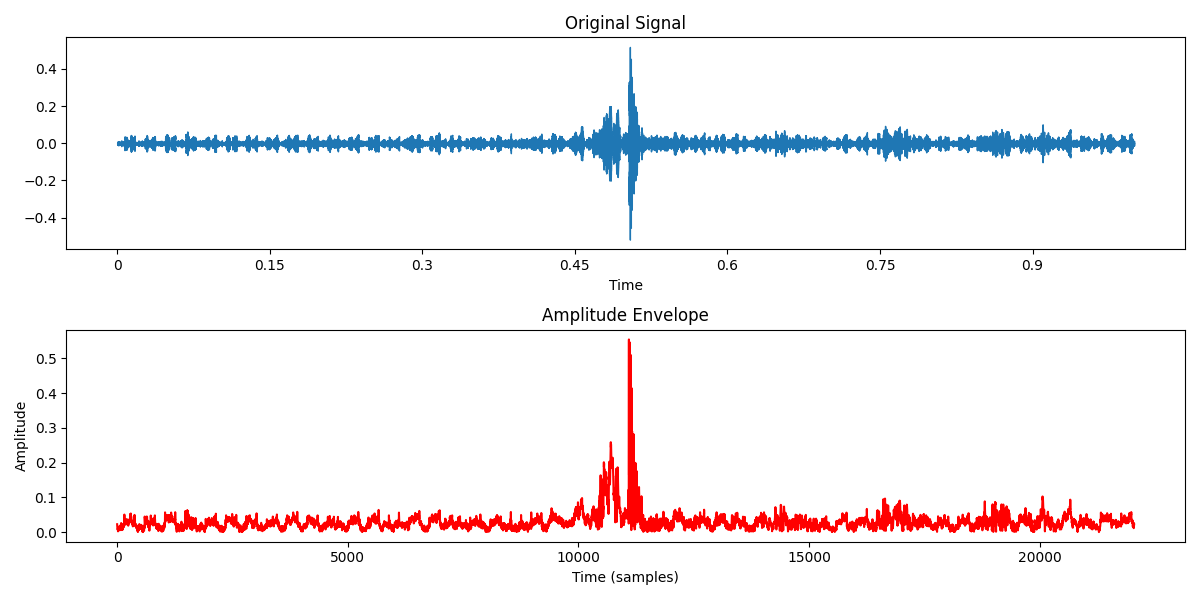 Original Signal
0.4
0.2
0.0
−0.2
−0.4
0 0.15 0.3 0.45 0.6 0.75 0.9
Time
Amplitude Envelope
Amplitude
0.5
0.4
0.3
0.2
0.1
0.0
0 5000 10000 15000 20000
Time (samples)